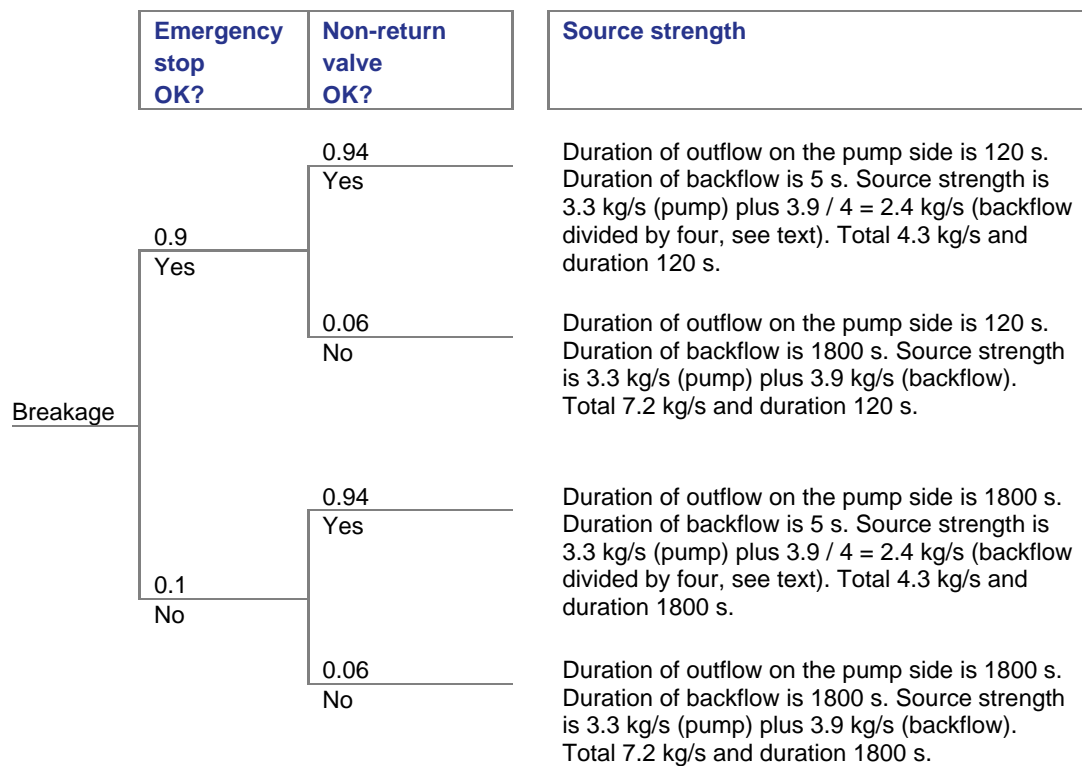 Emergency
stop
OK?
Non-return
valve
OK?
Source strength
0.94
Yes
Duration of outflow on the pump side is 120 s.
Duration of backflow is 5 s. Source strength is
3.3 kg/s (pump) plus 3.9 / 4 = 2.4 kg/s (backflow
divided by four, see text). Total 4.3 kg/s and
duration 120 s.
0.9
Yes
0.06
No
Duration of outflow on the pump side is 120 s.
Duration of backflow is 1800 s. Source strength
is 3.3 kg/s (pump) plus 3.9 kg/s (backflow).
Total 7.2 kg/s and duration 120 s.
Breakage
0.94
Yes
Duration of outflow on the pump side is 1800 s.
Duration of backflow is 5 s. Source strength is
3.3 kg/s (pump) plus 3.9 / 4 = 2.4 kg/s (backflow
divided by four, see text). Total 4.3 kg/s and
duration 1800 s.
0.1
No
0.06
No
Duration of outflow on the pump side is 1800 s.
Duration of backflow is 1800 s. Source strength
is 3.3 kg/s (pump) plus 3.9 kg/s (backflow).
Total 7.2 kg/s and duration 1800 s.